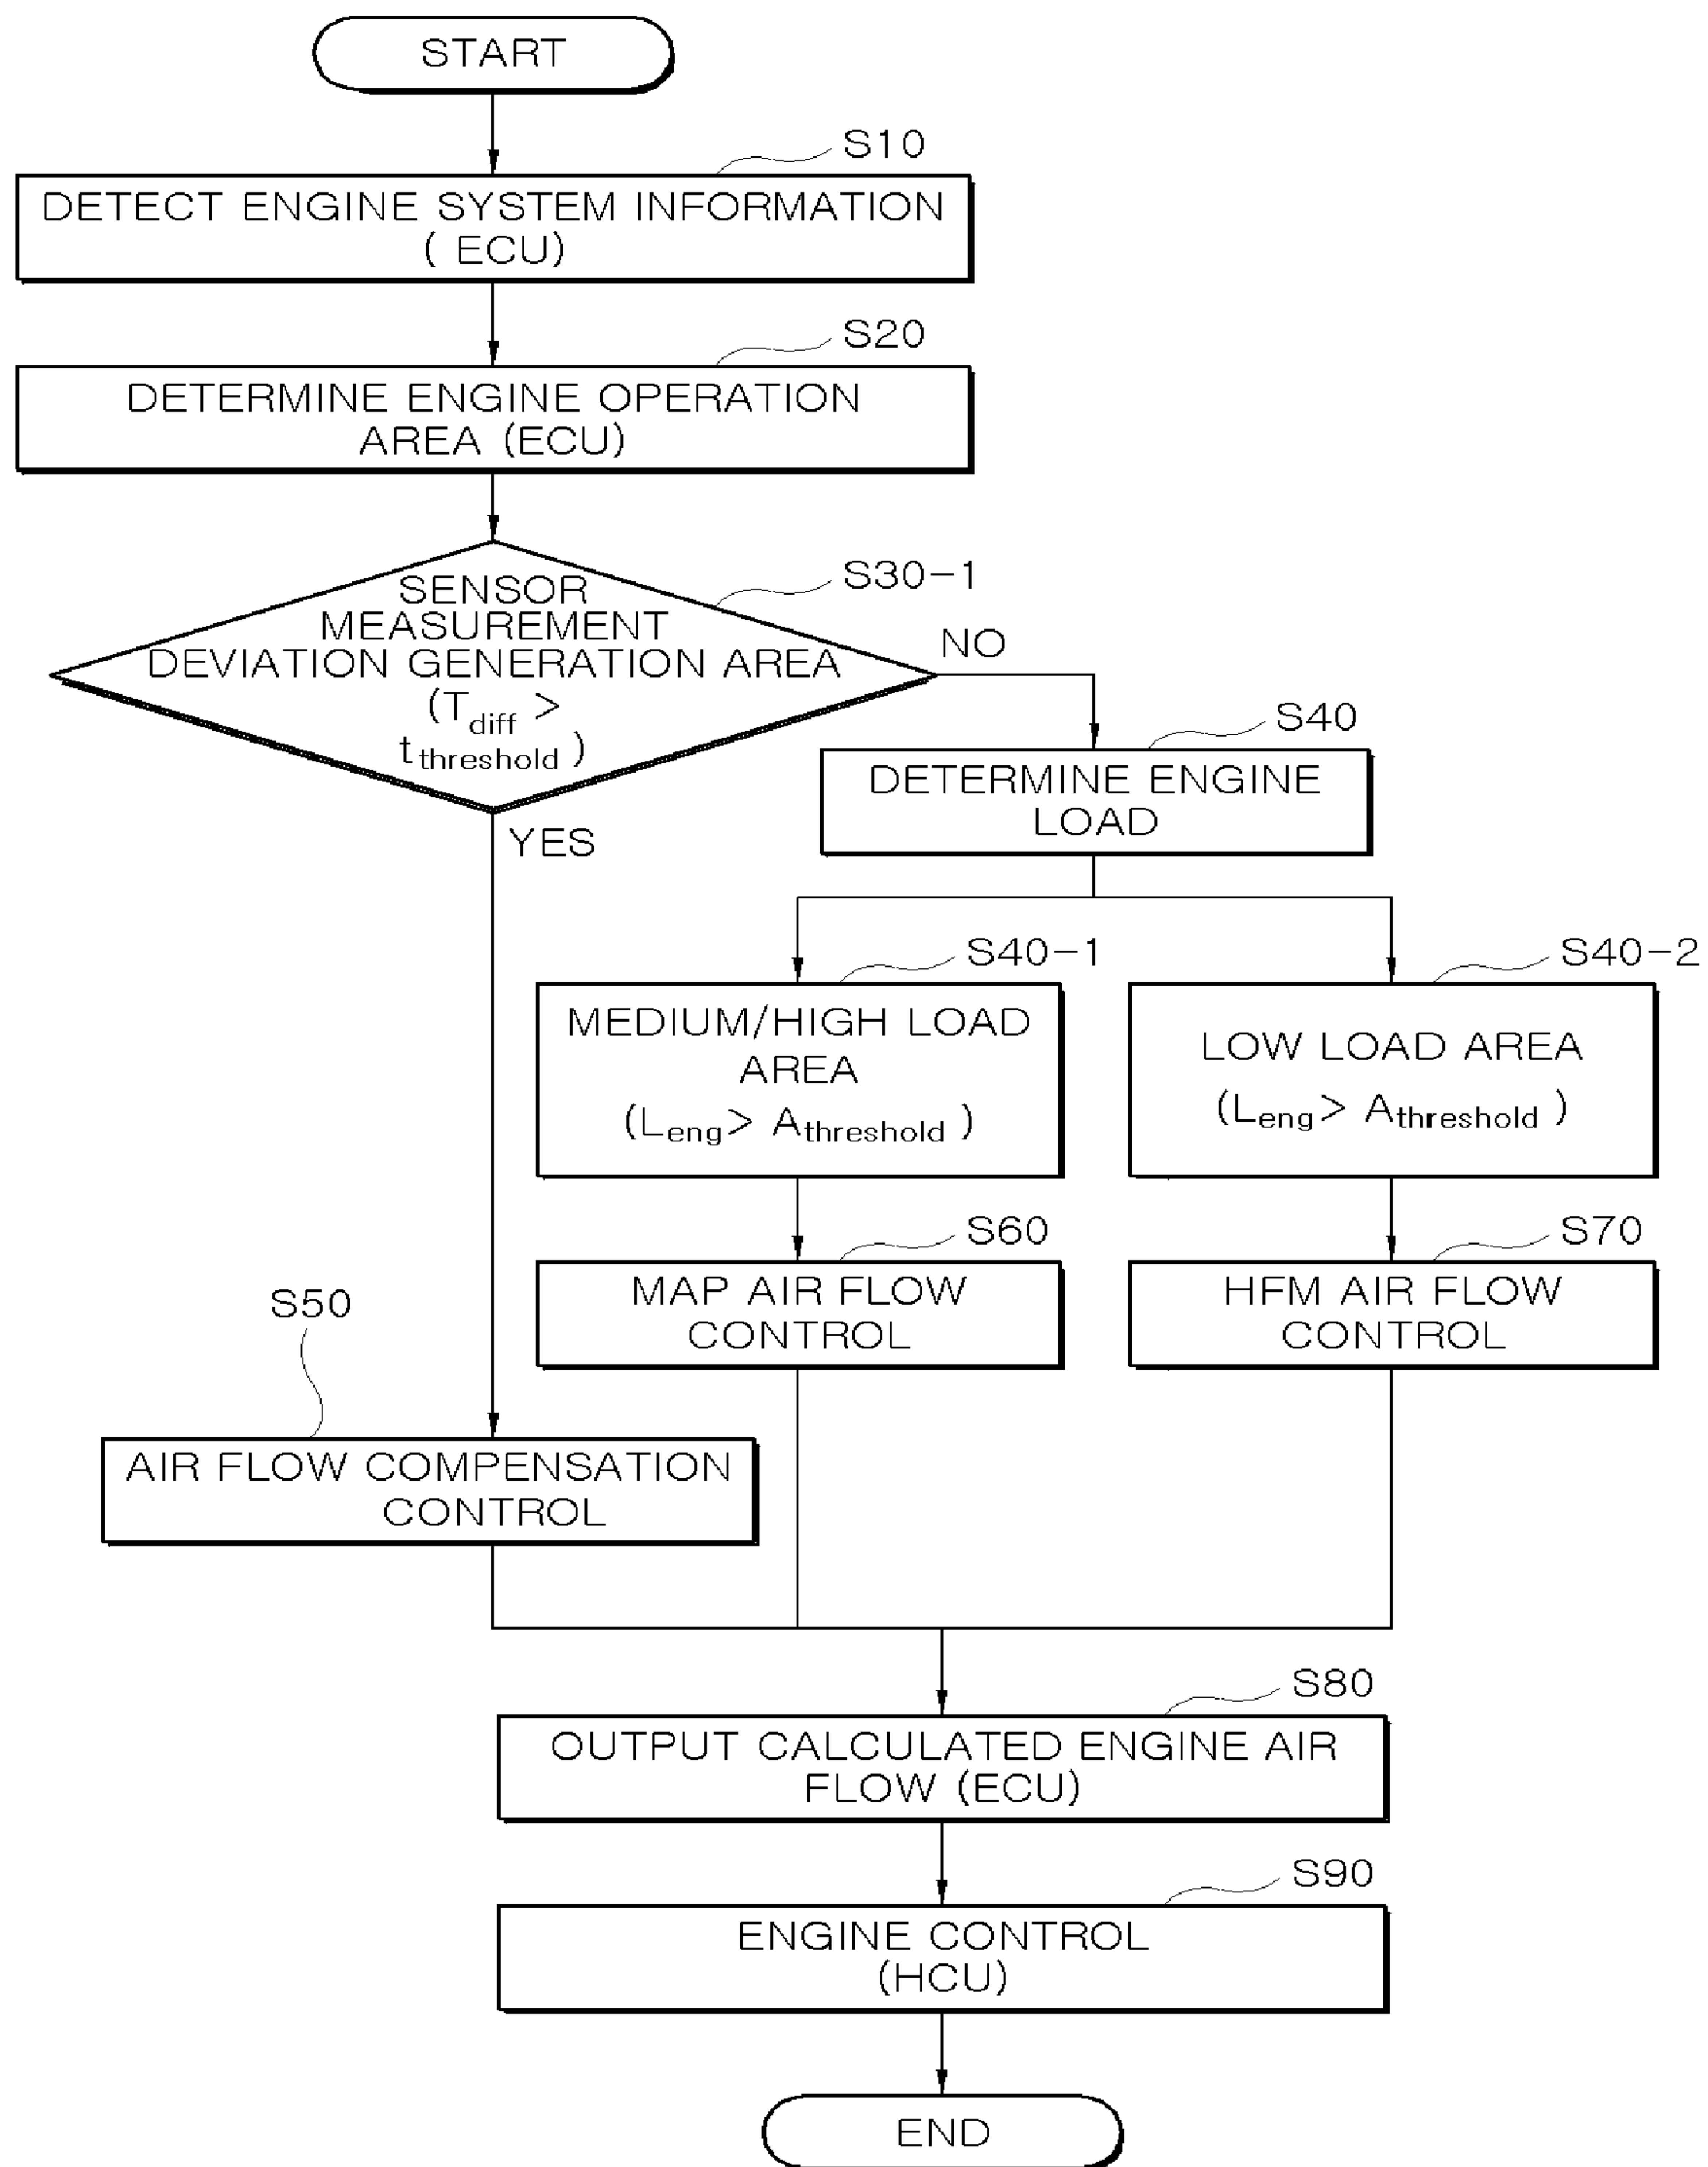 START
S10
DETECT ENGINE SYSTEM INFORMATION
( ECU)
S20
DETERMINE ENGINE OPERATION
AREA (ECU)
S30-1
SENSOR
MEASUREMENT
DEVIATION GENERATION AREA
(Tdiff >
tthreshold )
NO
YES
S40
DETERMINE ENGINE
LOAD
S40-1
MEDIUM/HIGH LOAD
AREA
(Leng> Athreshold )
S40-2
LOW LOAD AREA
(Leng> Athreshold )
S60
MAP AIR FLOW
CONTROL
S70
HFM AIR FLOW
CONTROL
S50
AIR FLOW COMPENSATION
CONTROL
S80
OUTPUT CALCULATED ENGINE AIR
FLOW (ECU)
S90
ENGINE CONTROL
(HCU)
END